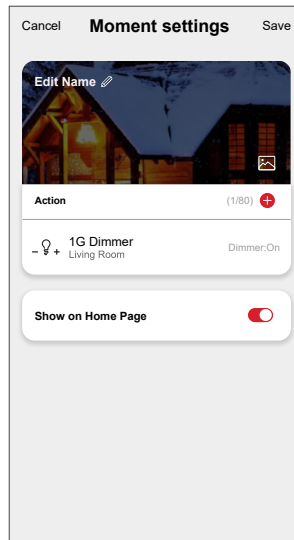 Cancel Moment settings Save
Edit Name
Action (1/80)
1G Dimmer
Living Room
Dimmer:On
Show on Home Page